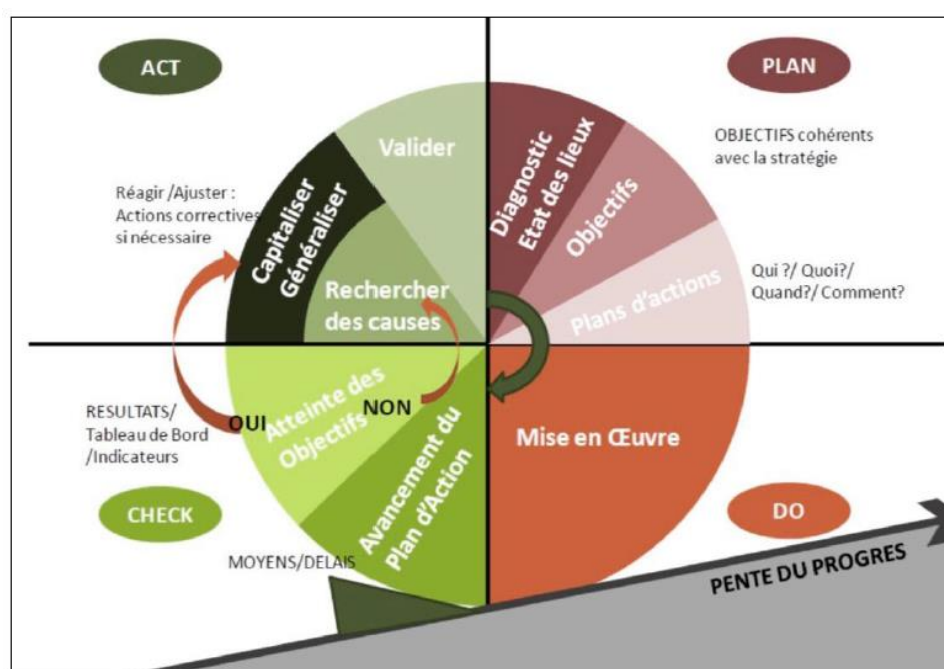 ACT
PLAN
Valider
Diagnostic
Etat des lieux
OBJECTIFS cohérents
avec la stratégie
Objectifs
Réagir /Ajuster :
Actions correctives
si nécessaire
Capitaliser
Généraliser
Rechercher
des causes
Plans d'actions
Qui ?/ Quoi?/
Quand?/ Comment?
RESULTATS/
Tableau de Bord
/Indicateurs
OUI
Atteinte des
Objectifs
NON
Mise en Œuvre
CHECK
Avancement du
Plan d'Action
DO
MOYENS/DELAIS
PENTE DU PROGRES